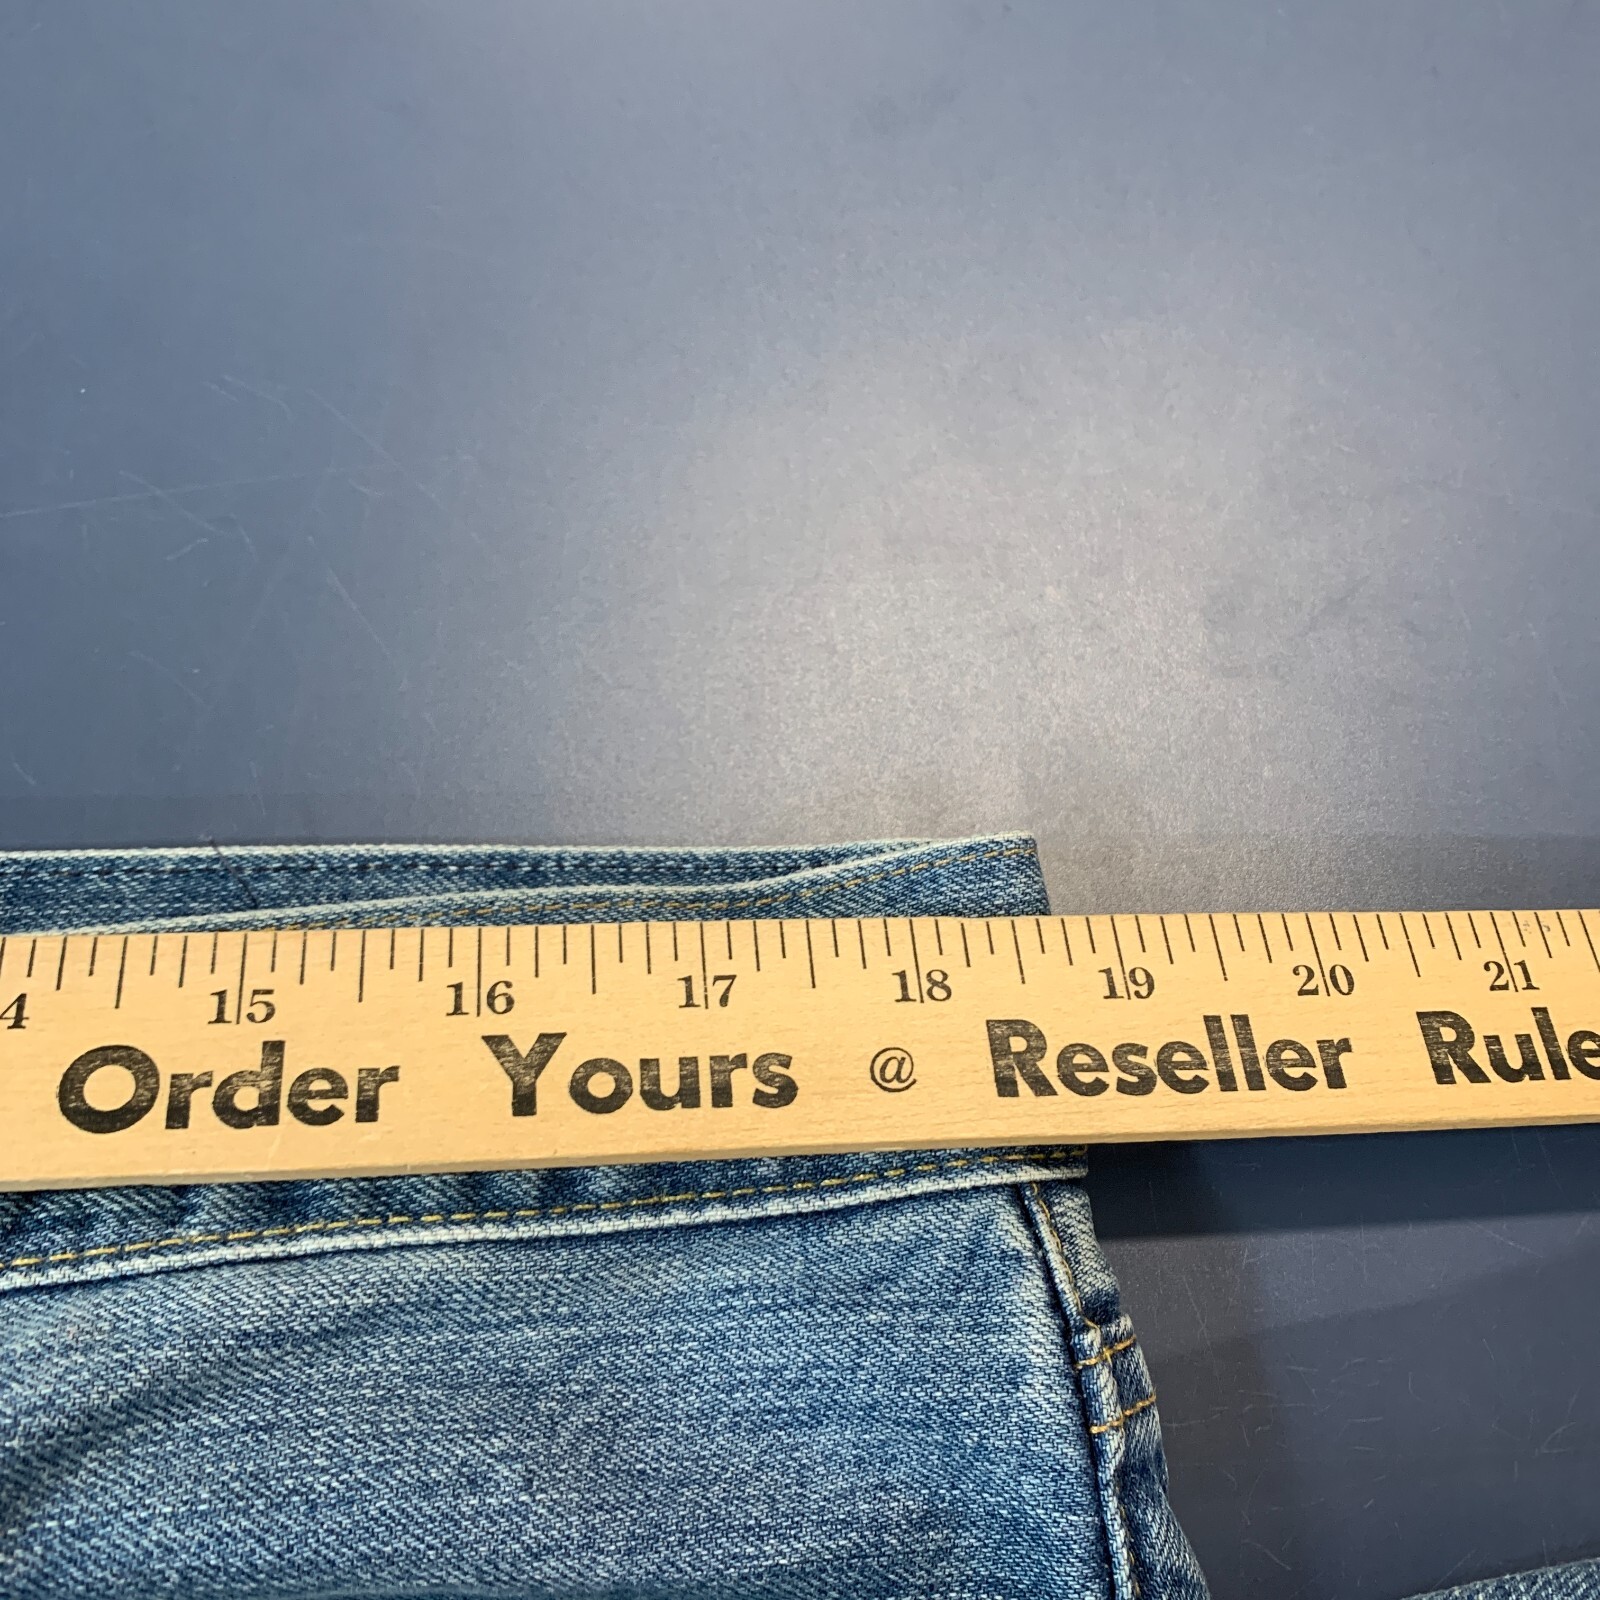 4 15 16 17 18 19 20 21
Order Yours @ Reseller Rule